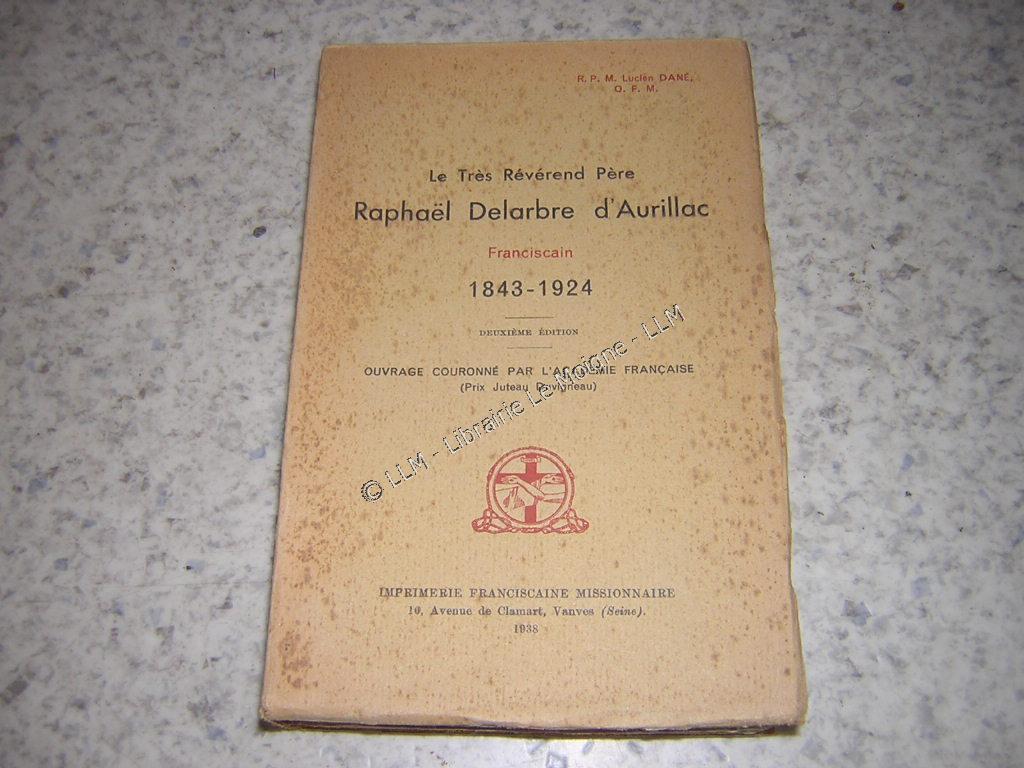 R. P. M. Lucien DANÉ,
O. F. M.
Le Très Révérend Père
Raphaël Delarbre d'Aurillac
Franciscain
1843-1924
DEUXIÈME ÉDITION
OUVRAGE COURONNÉ PAR L'ACADÉMIE FRANÇAISE
(Prix Juteau Duvigneau)
© LLM - Librairie Le Moigne - LLM
IMPRIMERIE FRANCISCAINE MISSIONNAIRE
10, Avenue de Clamart, Vanves (Seine).
1938